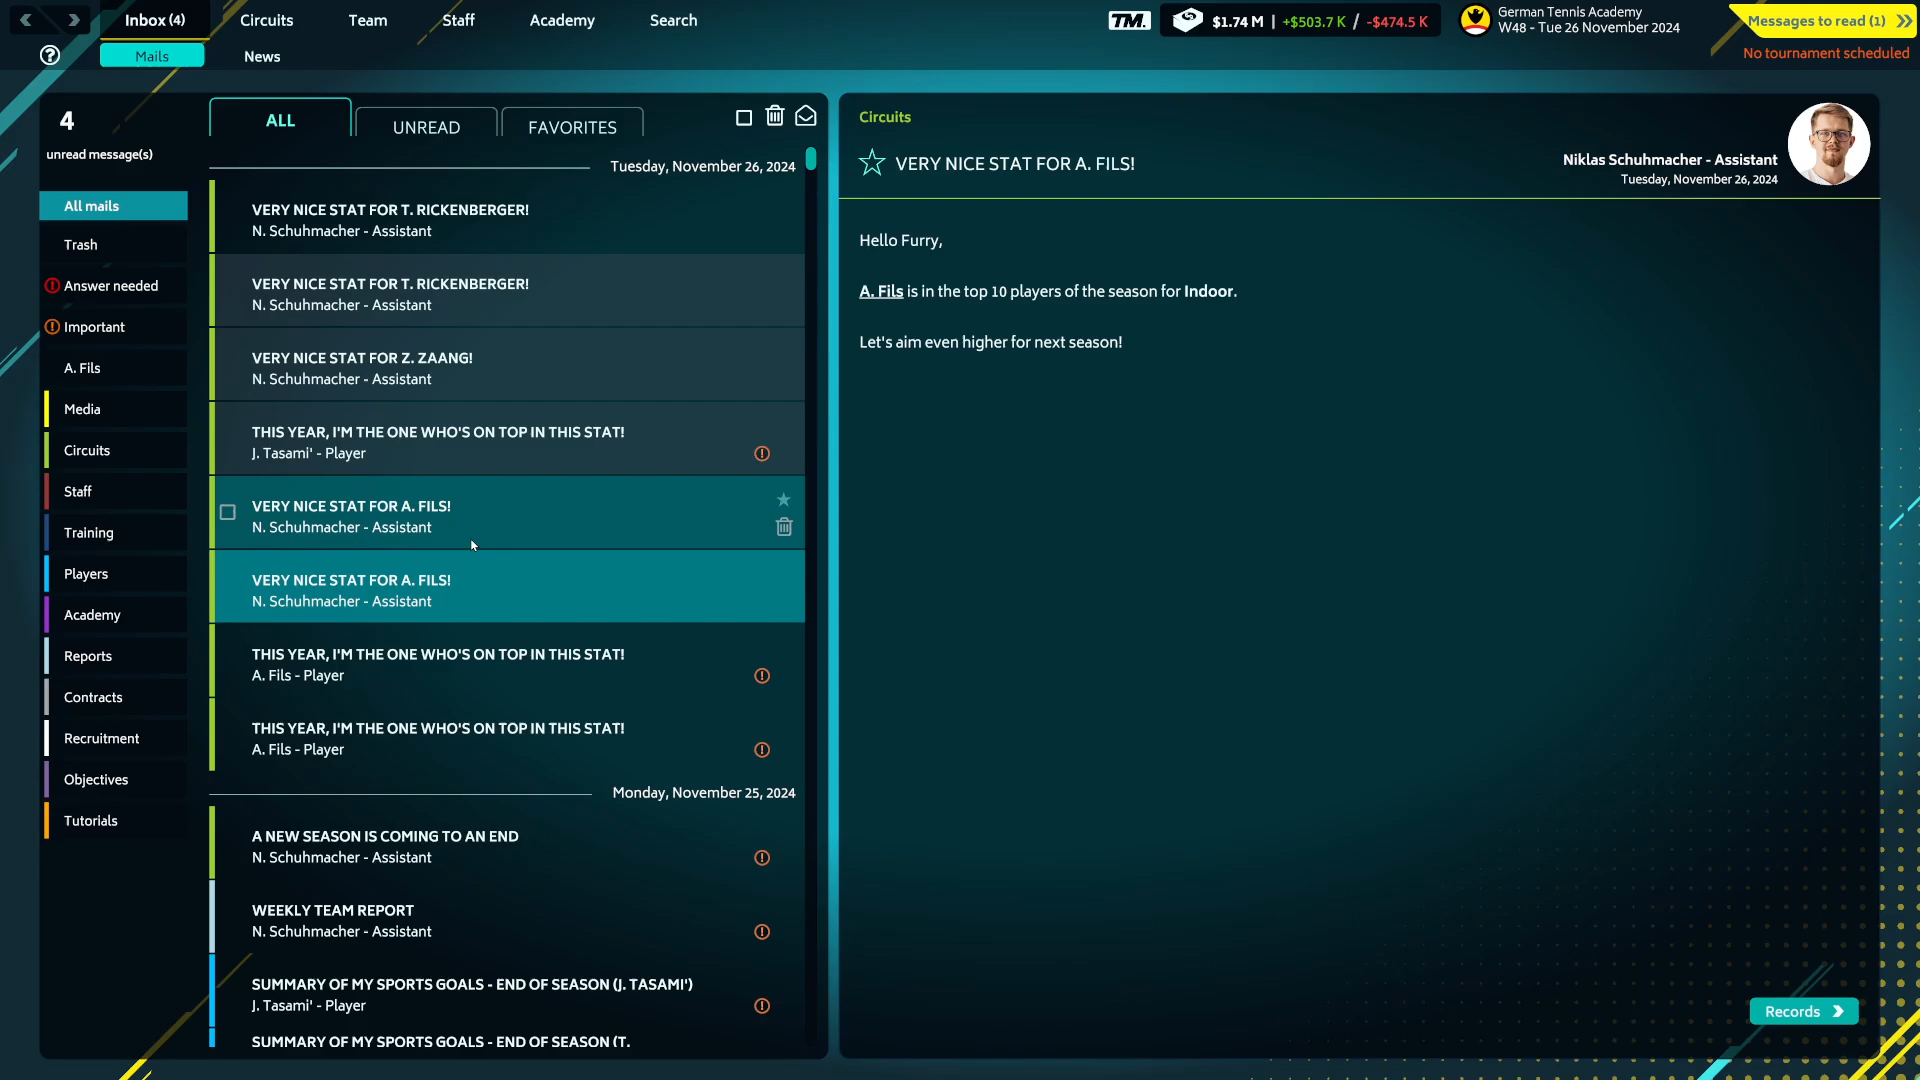 Inbox (4)
Circuits
Team
Staff
Academy
Search
TM.
$1.74 M | +$503.7 K / -$474.5 K
German Tennis Academy
W48 - Tue 26 November 2024
Messages to read (1)
No tournament scheduled
?
Mails
News
4
unread message(s)
All mails
Trash
Answer needed
Important
A. Fils
Media
Circuits
Staff
Training
Players
Academy
Reports
Contracts
Recruitment
Objectives
Tutorials
ALL
UNREAD
FAVORITES
Tuesday, November 26, 2024
VERY NICE STAT FOR T. RICKENBERGER!
N. Schuhmacher - Assistant
VERY NICE STAT FOR T. RICKENBERGER!
N. Schuhmacher - Assistant
VERY NICE STAT FOR Z. ZAANG!
N. Schuhmacher - Assistant
THIS YEAR, I'M THE ONE WHO'S ON TOP IN THIS STAT!
J. Tasami' - Player
VERY NICE STAT FOR A. FILS!
N. Schuhmacher - Assistant
VERY NICE STAT FOR A. FILS!
N. Schuhmacher - Assistant
THIS YEAR, I'M THE ONE WHO'S ON TOP IN THIS STAT!
A. Fils - Player
THIS YEAR, I'M THE ONE WHO'S ON TOP IN THIS STAT!
A. Fils - Player
Monday, November 25, 2024
A NEW SEASON IS COMING TO AN END
N. Schuhmacher - Assistant
WEEKLY TEAM REPORT
N. Schuhmacher - Assistant
SUMMARY OF MY SPORTS GOALS - END OF SEASON (J. TASAMI')
J. Tasami' - Player
SUMMARY OF MY SPORTS GOALS - END OF SEASON (T.
Circuits
VERY NICE STAT FOR A. FILS!
Niklas Schuhmacher - Assistant
Tuesday, November 26, 2024
Hello Furry,
A. Fils is in the top 10 players of the season for Indoor.
Let's aim even higher for next season!
Records